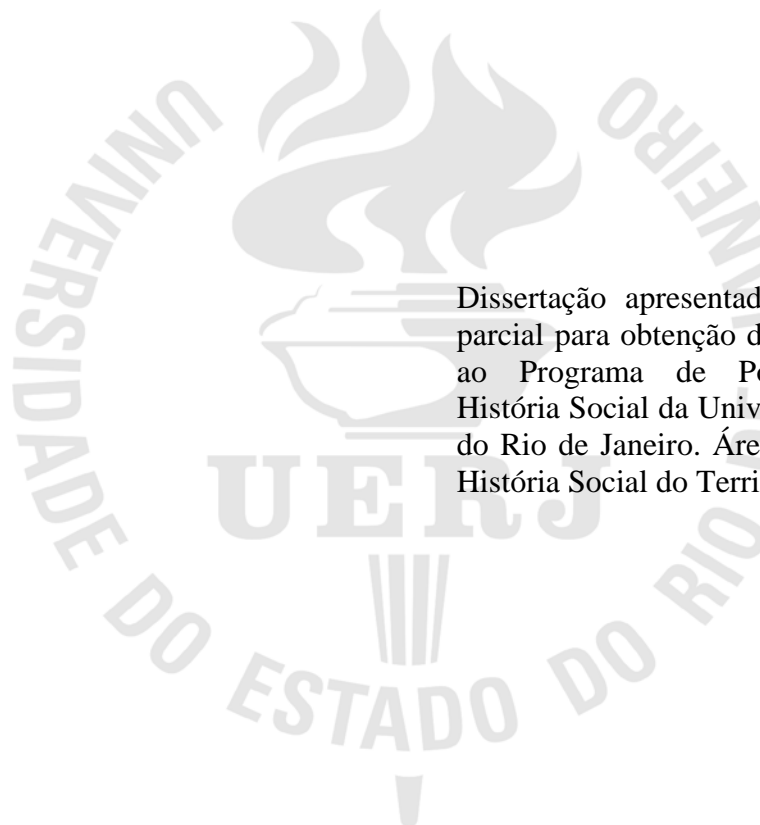 UNIVERSIDADE DO ESTADO DO RIO
UERJ
Dissertação apresentad
parcial para obtenção d
ao Programa de Po
História Social da Univ
do Rio de Janeiro. Áre
História Social do Terri